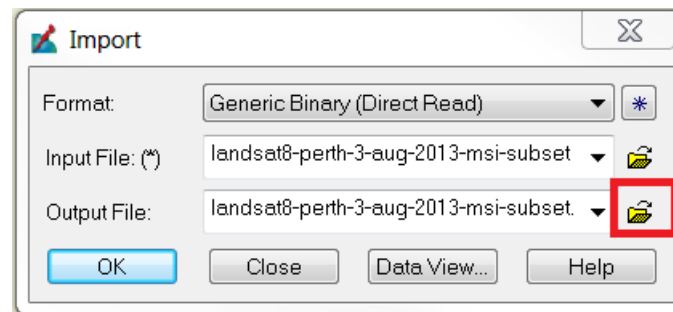 Import
Format: Generic Binary (Direct Read)
Input File: (*) landsat8-perth-3-aug-2013-msi-subset
Output File: landsat8-perth-3-aug-2013-msi-subset.
OK Close Data View... Help